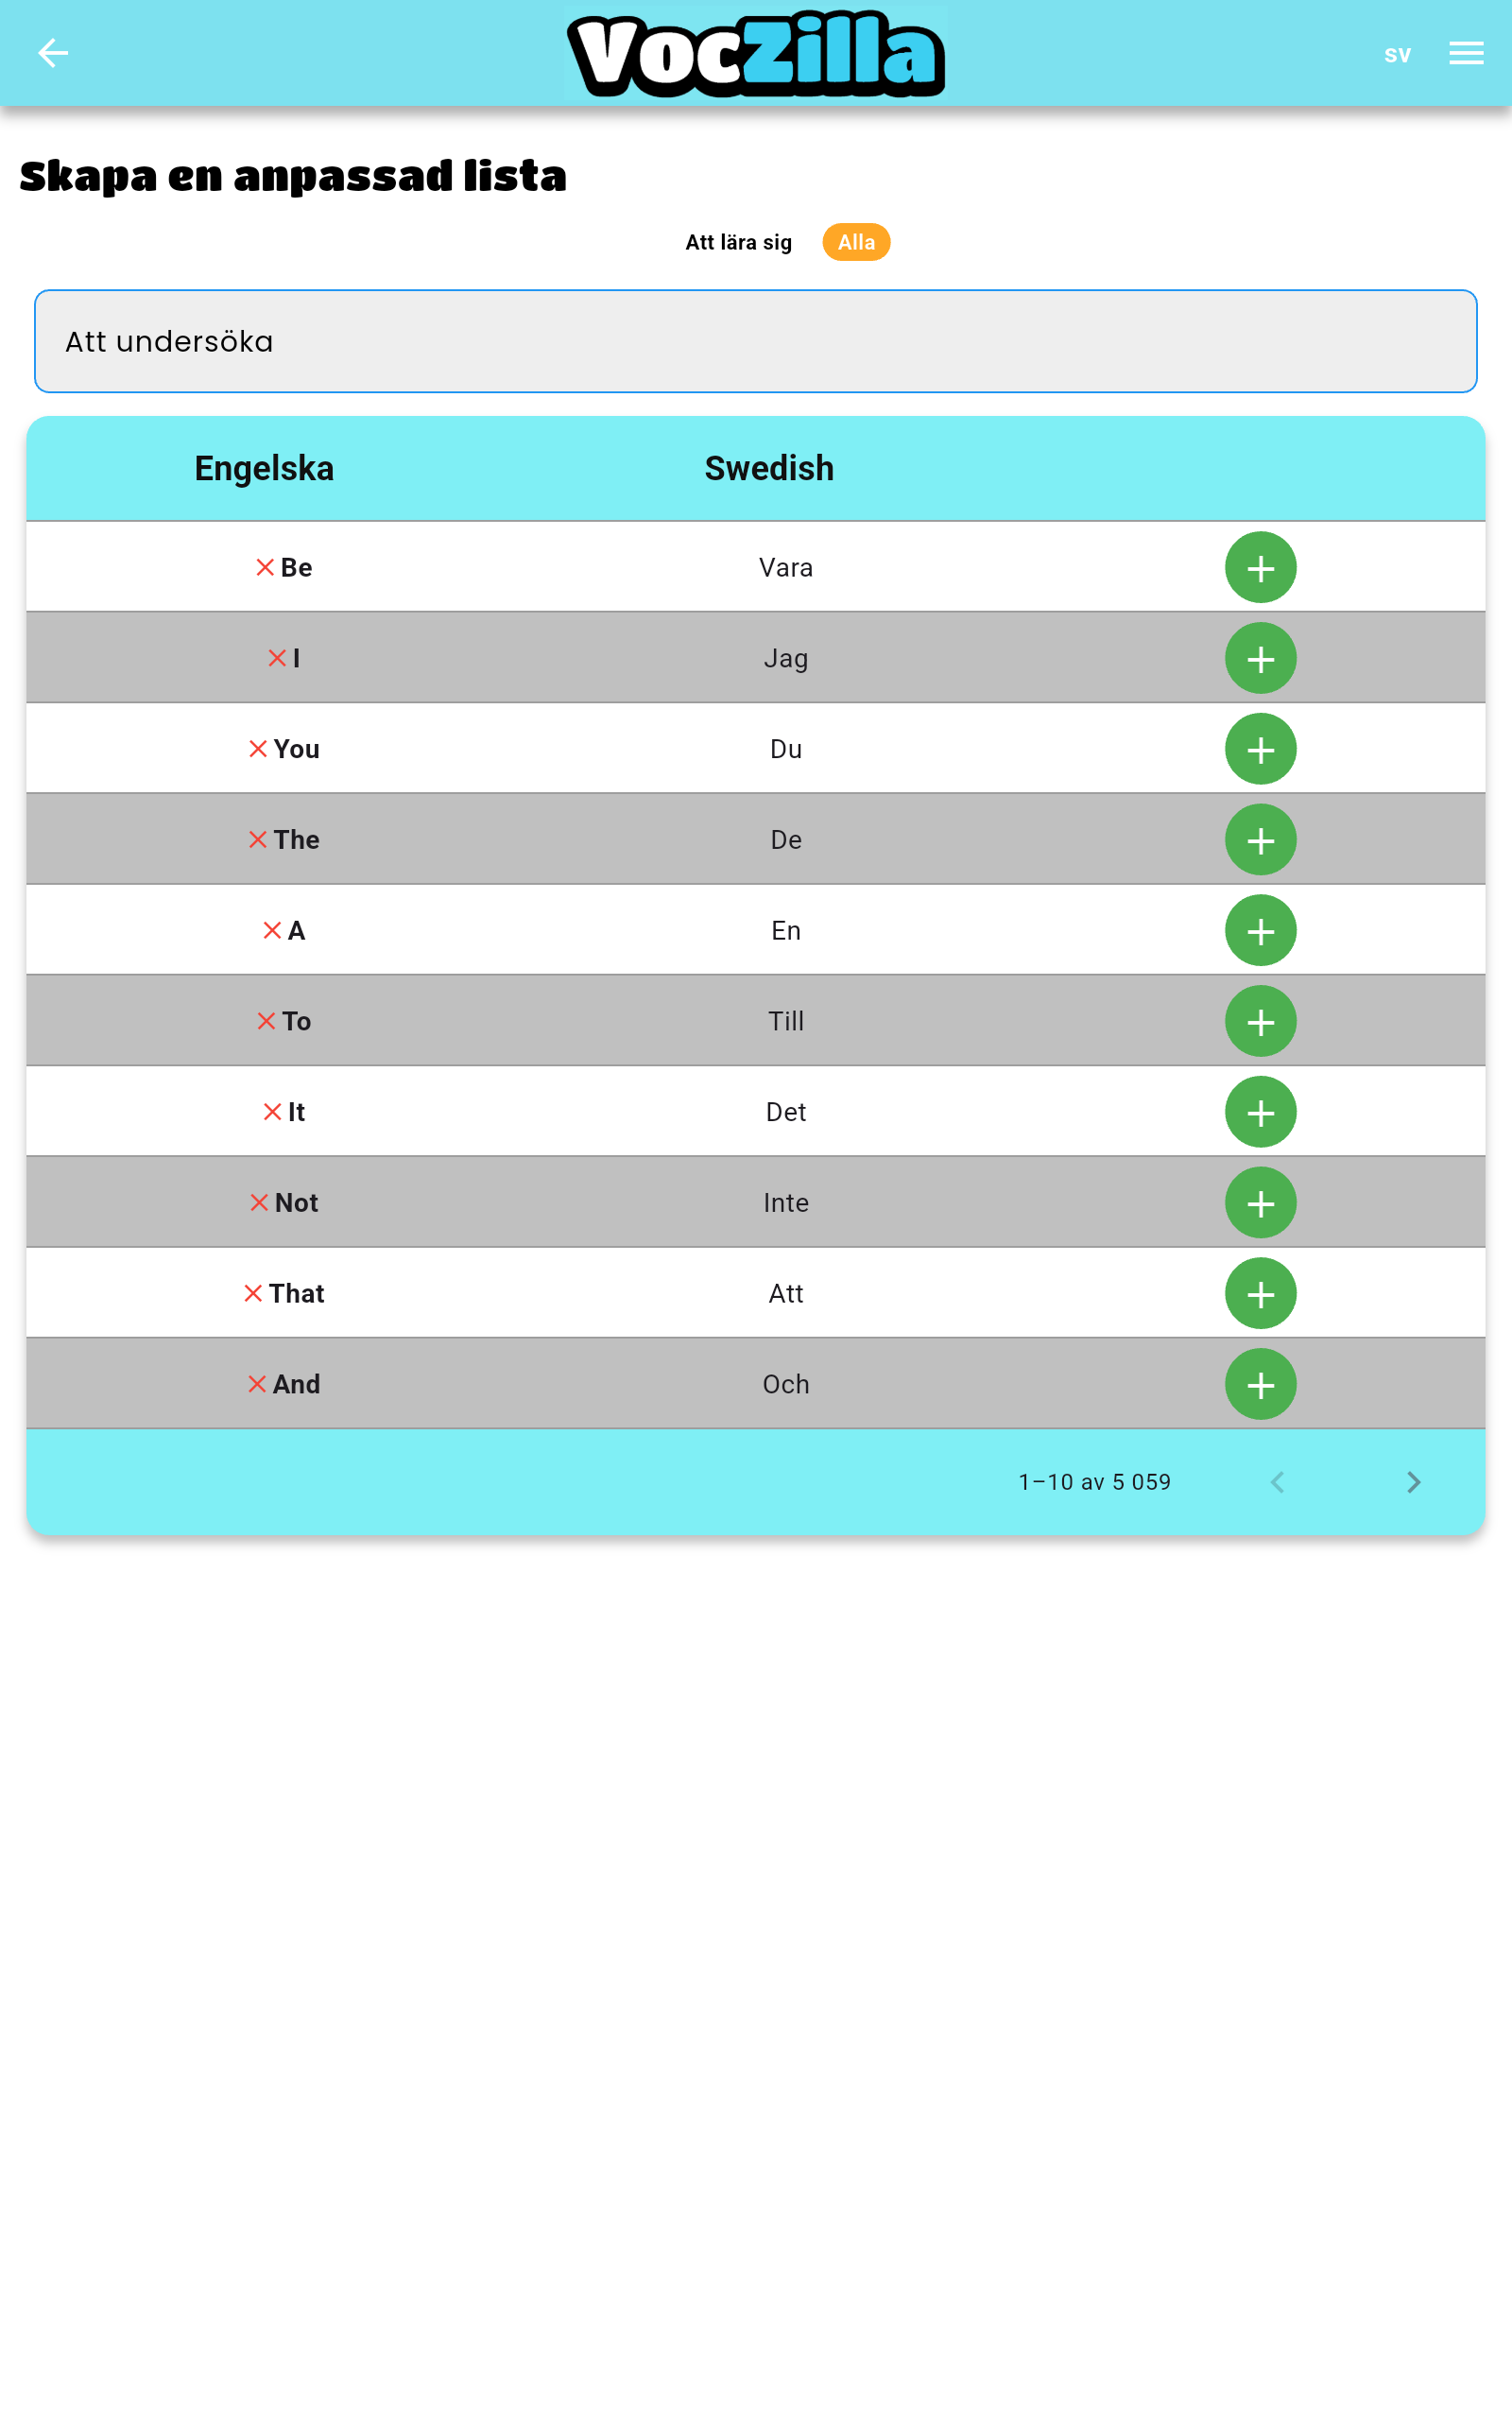 VocZilla
sv
Skapa en anpassad lista
Att lära sig Alla
Att undersöka
Engelska Swedish
Be Vara
I Jag
You Du
The De
A En
To Till
It Det
Not Inte
That Att
And Och
1–10 av 5 059